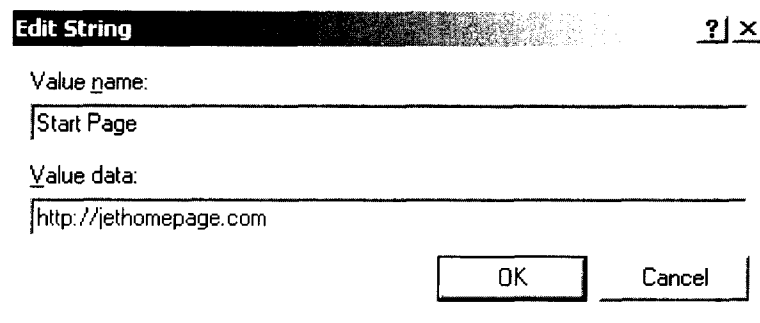 Edit String
Value name:
Start Page
Value data:
http://jethomepage.com
OK Cancel